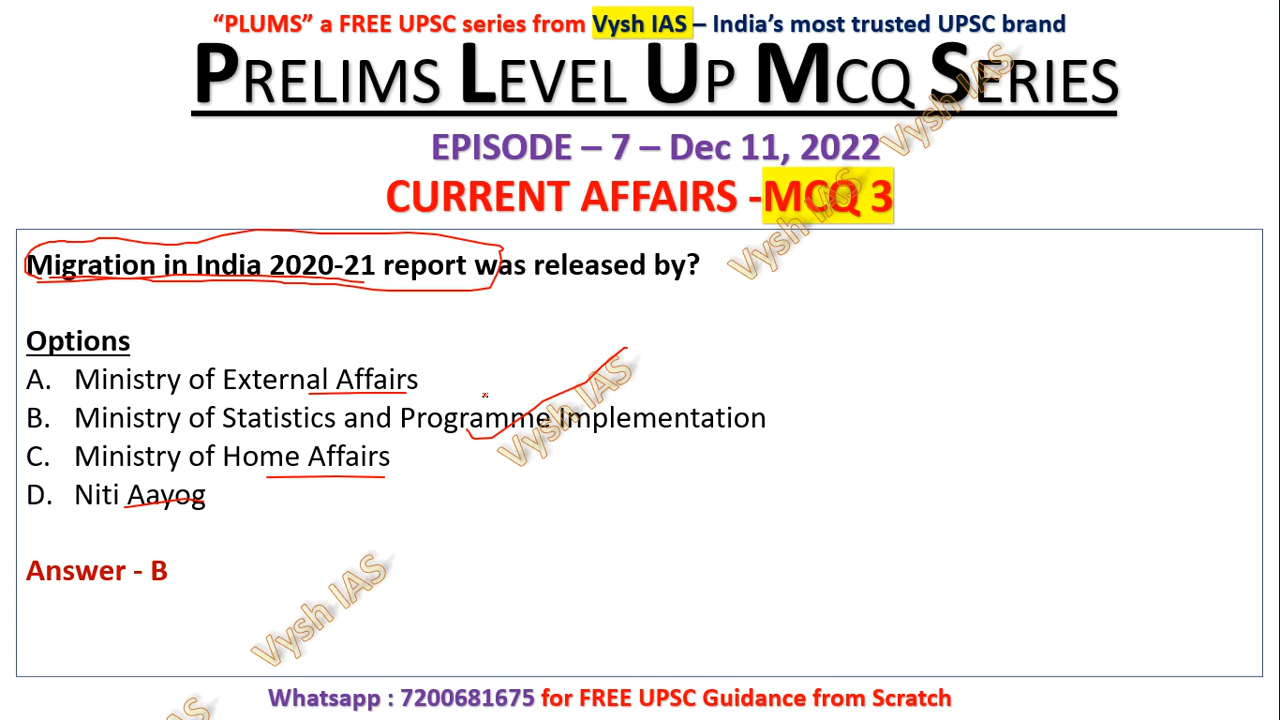 “PLUMS” a FREE UPSC series from Vysh IAS – India’s most trusted UPSC brand
PRELIMS LEVEL UP MCQ SERIES
EPISODE – 7 – Dec 11, 2022
CURRENT AFFAIRS -MCQ 3
Migration in India 2020-21 report was released by?
Options
A. Ministry of External Affairs
B. Ministry of Statistics and Programme Implementation
C. Ministry of Home Affairs
D. Niti Aayog
Answer - B
Whatsapp : 7200681675 for FREE UPSC Guidance from Scratch
Vysh IAS
Vysh IAS
Vysh IAS
Vysh IAS
IAS